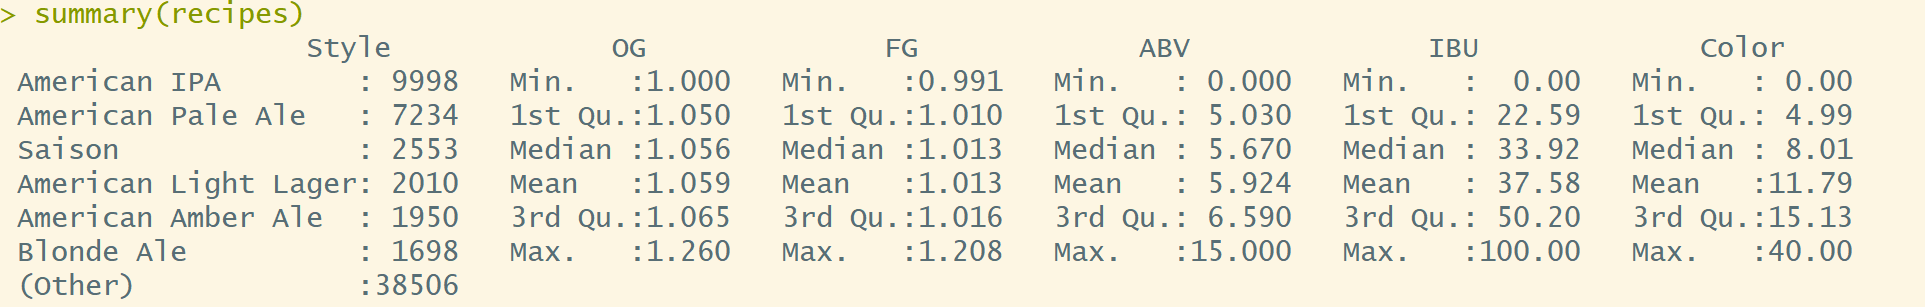 > summary(recipes)
Style OG FG ABV IBU Color
American IPA : 9998 Min. :1.000 Min. :0.991 Min. : 0.000 Min. : 0.00 Min. : 0.00
American Pale Ale : 7234 1st Qu.:1.050 1st Qu.:1.010 1st Qu.: 5.030 1st Qu.: 22.59 1st Qu.: 4.99
Saison : 2553 Median :1.056 Median :1.013 Median : 5.670 Median : 33.92 Median : 8.01
American Light Lager: 2010 Mean :1.059 Mean :1.013 Mean : 5.924 Mean : 37.58 Mean :11.79
American Amber Ale : 1950 3rd Qu.:1.065 3rd Qu.:1.016 3rd Qu.: 6.590 3rd Qu.: 50.20 3rd Qu.:15.13
Blonde Ale : 1698 Max. :1.260 Max. :1.208 Max. :15.000 Max. :100.00 Max. :40.00
(Other) :38506